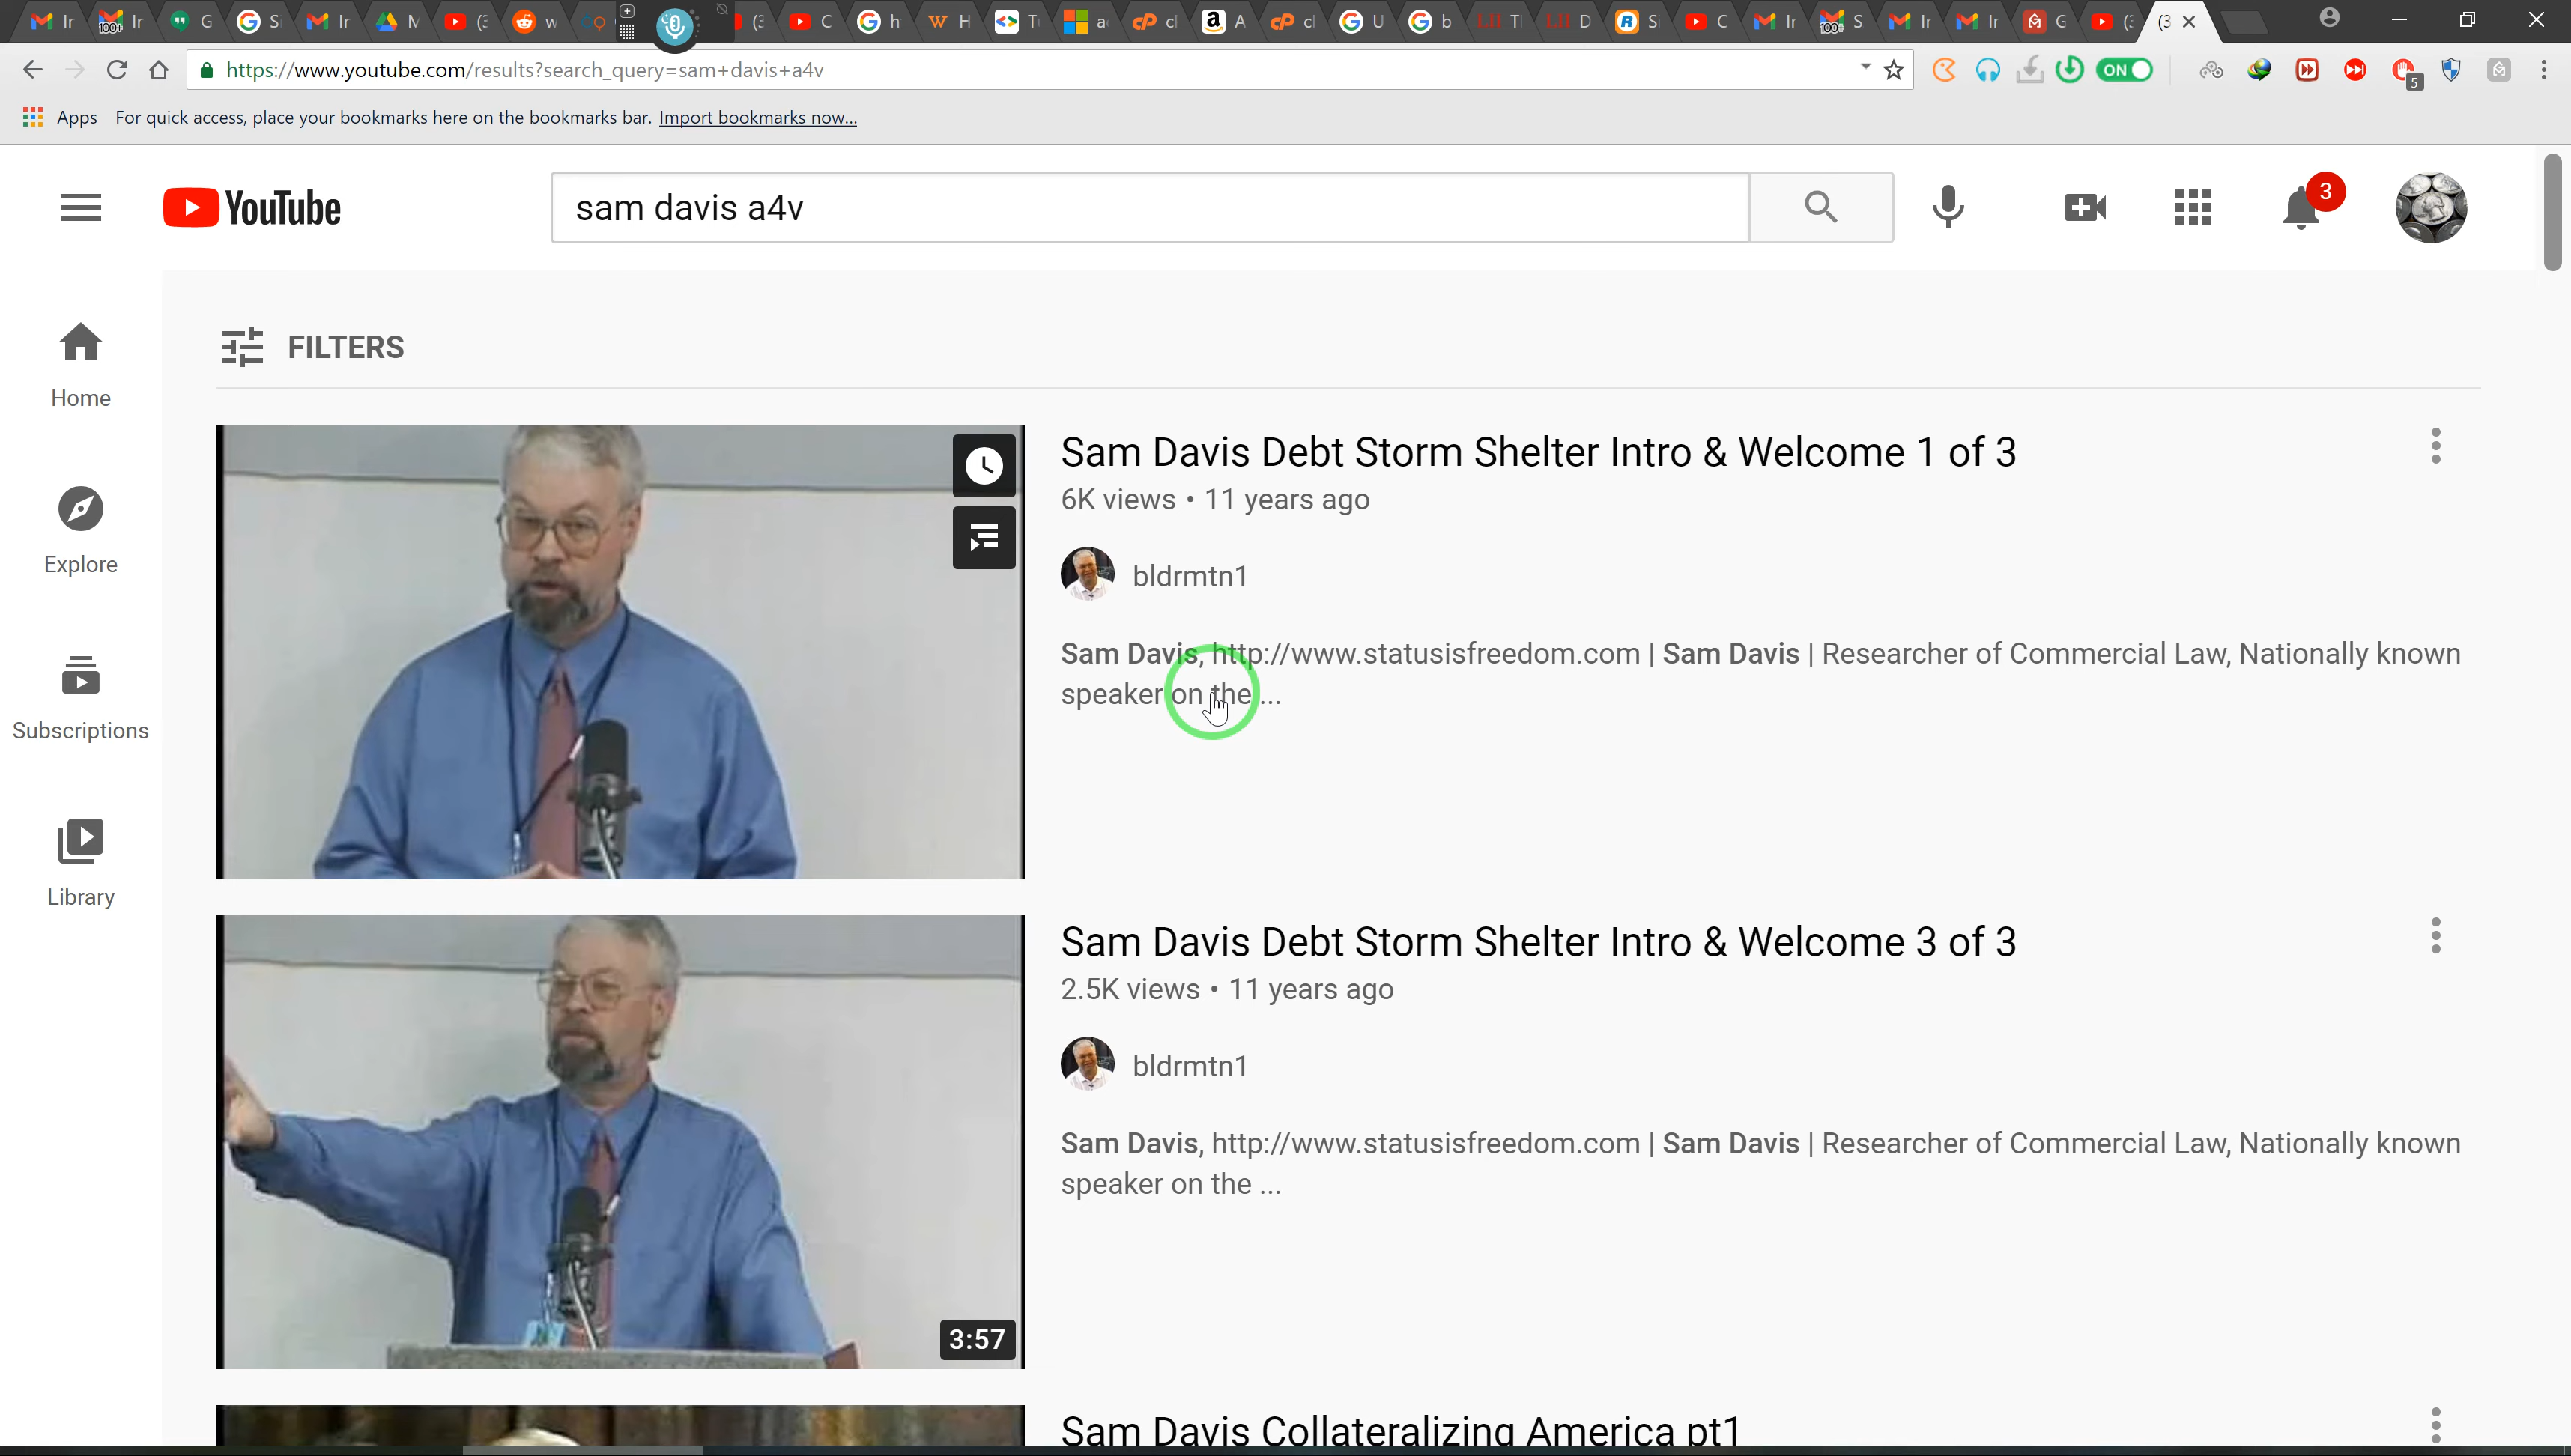 https://www.youtube.com/results?search_query=sam+davis+a4v
ON
5
Apps For quick access, place your bookmarks here on the bookmarks bar. Import bookmarks now...
YouTube
sam davis a4v
3
FILTERS
Home
Explore
Subscriptions
Library
Sam Davis Debt Storm Shelter Intro & Welcome 1 of 3
6K views • 11 years ago
bldrmtn1
Sam Davis, http://www.statusisfreedom.com | Sam Davis | Researcher of Commercial Law, Nationally known
speaker on the ...
Sam Davis Debt Storm Shelter Intro & Welcome 3 of 3
2.5K views • 11 years ago
bldrmtn1
Sam Davis, http://www.statusisfreedom.com | Sam Davis | Researcher of Commercial Law, Nationally known
speaker on the ...
3:57
Sam Davis Collateralizing America pt1